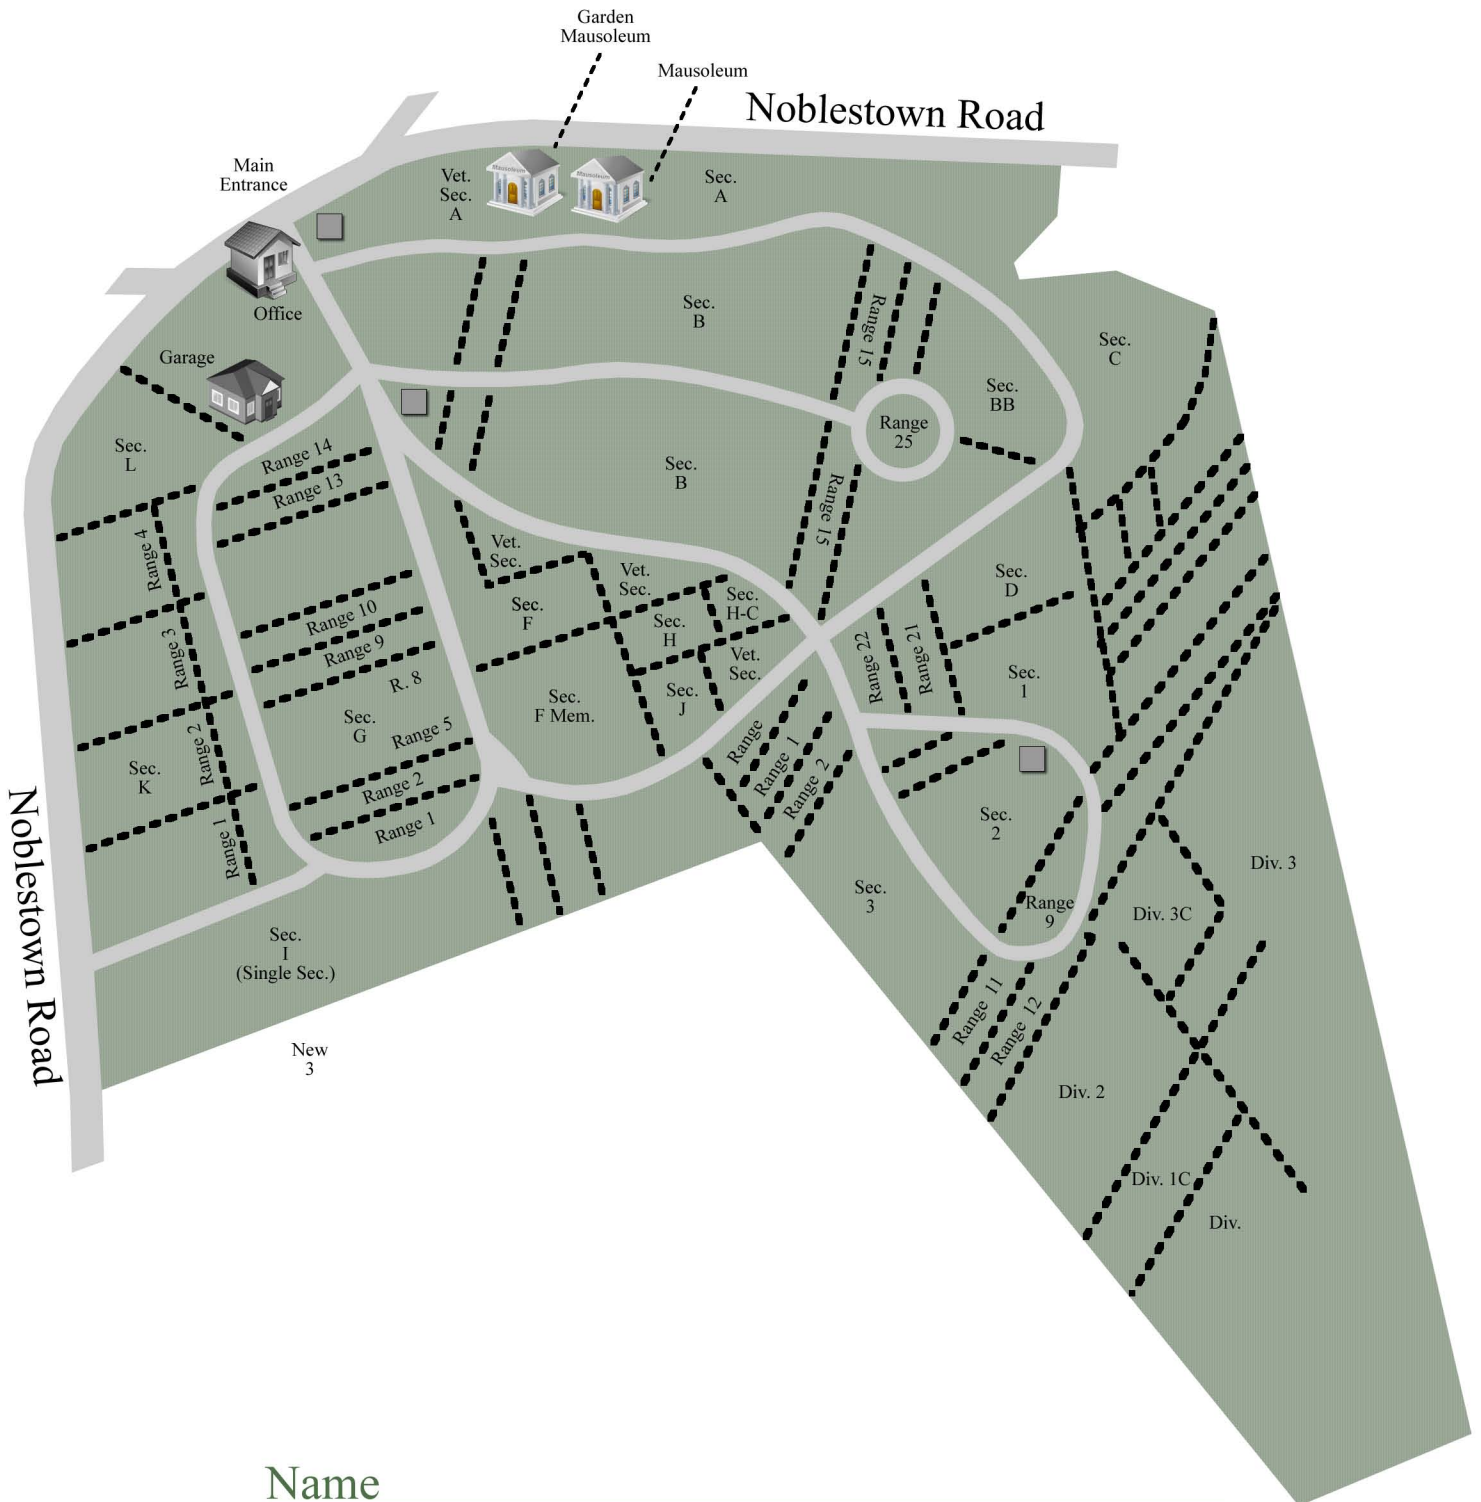 Garden
Mausoleum
Mausoleum
Noblestown Road
Main
Entrance
Vet.
Sec.
A
Mausoleum
Mausoleum
Sec.
A
Office
Garage
Sec.
B
Range 15
Sec.
C
Sec.
BB
Range
25
Sec.
L
Range 14
Range 13
Sec.
B
Range 15
Range 4
Vet.
Sec.
Vet.
Sec.
Sec.
F
Sec.
H-C
Sec.
H
Sec.
D
Range 10
Range 9
R. 8
Range 3
Vet.
Sec.
Sec.
J
Sec.
F Mem.
Range 22
Range 21
Sec.
1
Sec.
G
Range 5
Range 2
Range 1
Range 2
Sec.
K
Range 1
Range
Range 1
Range 2
Sec.
2
Sec.
3
Range
9
Div. 3
Div. 3C
Noblestown Road
Sec.
I
(Single Sec.)
Range 11
Range 12
New
3
Div. 2
Div. 1C
Div.
Name